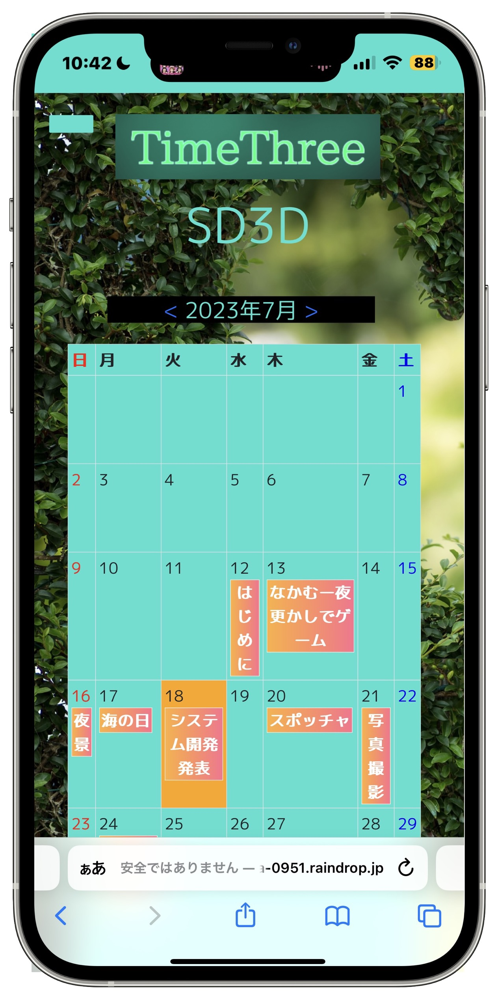 10:42
88
TimeThree
SD3D
< 2023年7月 >
日 月 火 水 木 金 土
1
2 3 4 5 6 7 8
9 10 11 12 13 14 15
は
じ
め
に
なかむー夜
更かしでゲ
ーム
16 17 18 19 20 21 22
夜
景
海の日
システ
ム開発
発表
スポッチャ
写
真
撮
影
23 24 25 26 27 28 29
ぁあ 安全ではありません — a-0951.raindrop.jp